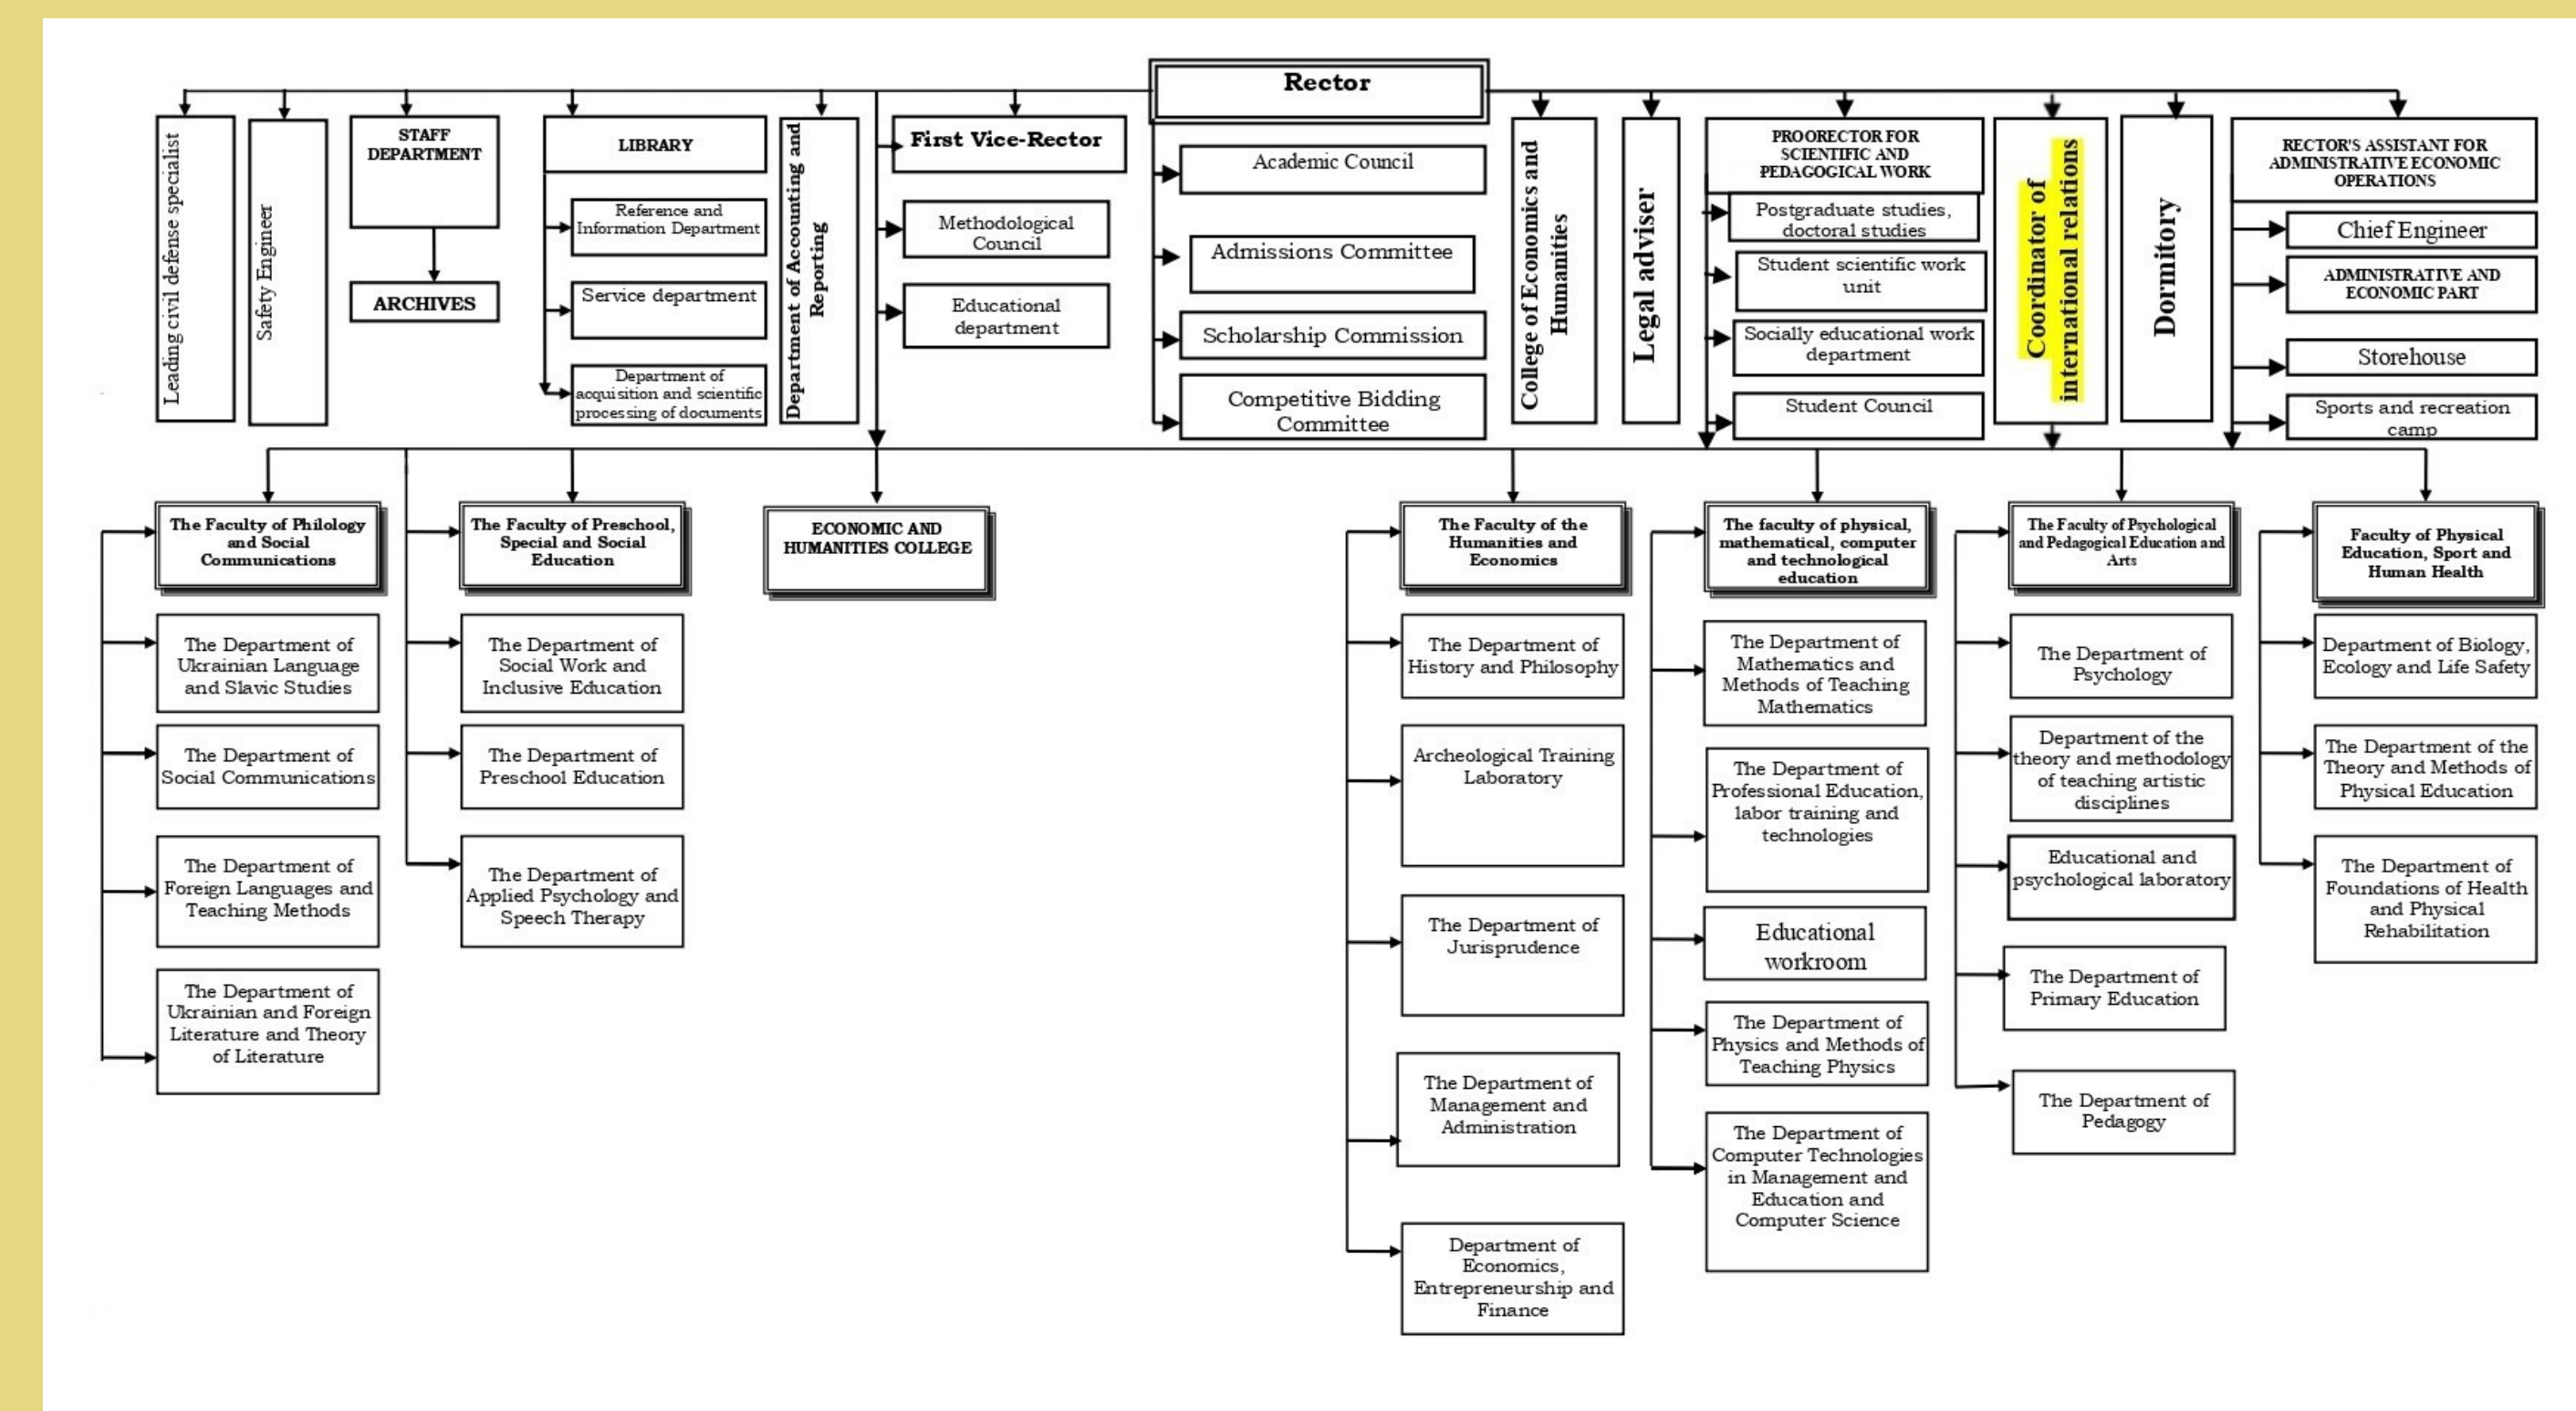 Rector
Leading civil defense specialist
Safety Engineer
STAFF
DEPARTMENT
ARCHIVES
LIBRARY
Reference and
Information Department
Service department
Department of
acquisition and scientific
processing of documents
Department of Accounting and
Reporting
First Vice-Rector
Methodological
Council
Educational
department
Academic Council
Admissions Committee
Scholarship Commission
Competitive Bidding
Committee
College of Economics and
Humanities
Legal adviser
PROORECTOR FOR
SCIENTIFIC AND
PEDAGOGICAL WORK
Postgraduate studies,
doctoral studies
Student scientific work
unit
Socially educational work
department
Student Council
Coordinator of
international relations
Dormitory
RECTOR'S ASSISTANT FOR
ADMINISTRATIVE ECONOMIC
OPERATIONS
Chief Engineer
ADMINISTRATIVE AND
ECONOMIC PART
Storehouse
Sports and recreation
camp
The Faculty of Philology
and Social
Communications
The Department of
Ukrainian Language
and Slavic Studies
The Department of
Social Communications
The Department of
Foreign Languages and
Teaching Methods
The Department of
Ukrainian and Foreign
Literature and Theory
of Literature
The Faculty of Preschool,
Special and Social
Education
The Department of
Social Work and
Inclusive Education
The Department of
Preschool Education
The Department of
Applied Psychology and
Speech Therapy
ECONOMIC AND
HUMANITIES COLLEGE
The Faculty of the
Humanities and
Economics
The Department of
History and Philosophy
Archeological Training
Laboratory
The Department of
Jurisprudence
The Department of
Management and
Administration
Department of
Economics,
Entrepreneurship and
Finance
The faculty of physical,
mathematical, computer
and technological
education
The Department of
Mathematics and
Methods of Teaching
Mathematics
The Department of
Professional Education,
labor training and
technologies
Educational
workroom
The Department of
Physics and Methods of
Teaching Physics
The Department of
Computer Technologies
in Management and
Education and
Computer Science
The Faculty of Psychological
and Pedagogical Education and
Arts
The Department of
Psychology
Department of the
theory and methodology
of teaching artistic
disciplines
Educational and
psychological laboratory
The Department of
Primary Education
The Department of
Pedagogy
Faculty of Physical
Education, Sport and
Human Health
Department of Biology,
Ecology and Life Safety
The Department of the
Theory and Methods of
Physical Education
The Department of
Foundations of Health
and Physical
Rehabilitation